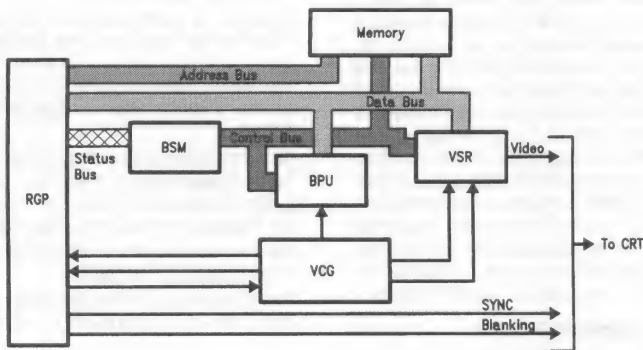 Memory
Address Bus
Data Bus
BSM
Control Bus
VSR
Video
Status
Bus
BPU
RGP
To CRT
VCG
SYNC
Blanking